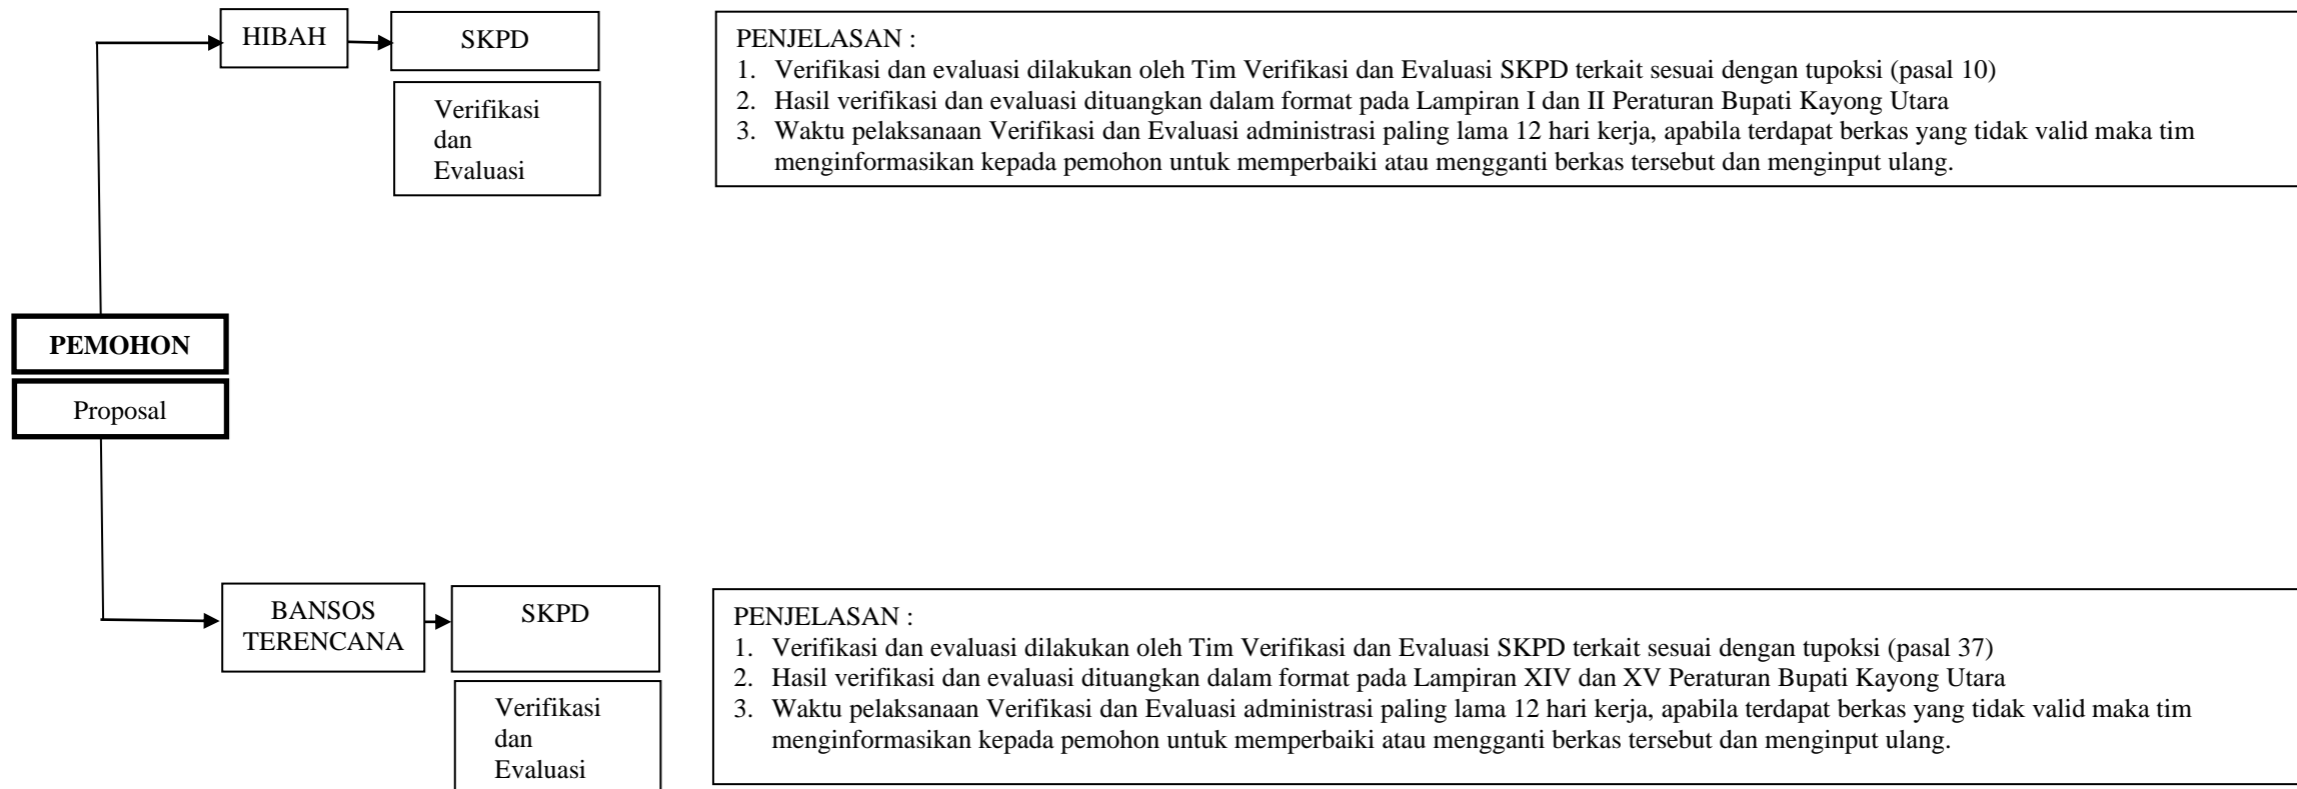 HIBAH
SKPD
Verifikasi
dan
Evaluasi
PENJELASAN :
1. Verifikasi dan evaluasi dilakukan oleh Tim Verifikasi dan Evaluasi SKPD terkait sesuai dengan tupoksi (pasal 10)
2. Hasil verifikasi dan evaluasi dituangkan dalam format pada Lampiran I dan II Peraturan Bupati Kayong Utara
3. Waktu pelaksanaan Verifikasi dan Evaluasi administrasi paling lama 12 hari kerja, apabila terdapat berkas yang tidak valid maka tim
menginformasikan kepada pemohon untuk memperbaiki atau mengganti berkas tersebut dan menginput ulang.
PEMOHON
Proposal
BANSOS
TERENCANA
SKPD
Verifikasi
dan
Evaluasi
PENJELASAN :
1. Verifikasi dan evaluasi dilakukan oleh Tim Verifikasi dan Evaluasi SKPD terkait sesuai dengan tupoksi (pasal 37)
2. Hasil verifikasi dan evaluasi dituangkan dalam format pada Lampiran XIV dan XV Peraturan Bupati Kayong Utara
3. Waktu pelaksanaan Verifikasi dan Evaluasi administrasi paling lama 12 hari kerja, apabila terdapat berkas yang tidak valid maka tim
menginformasikan kepada pemohon untuk memperbaiki atau mengganti berkas tersebut dan menginput ulang.